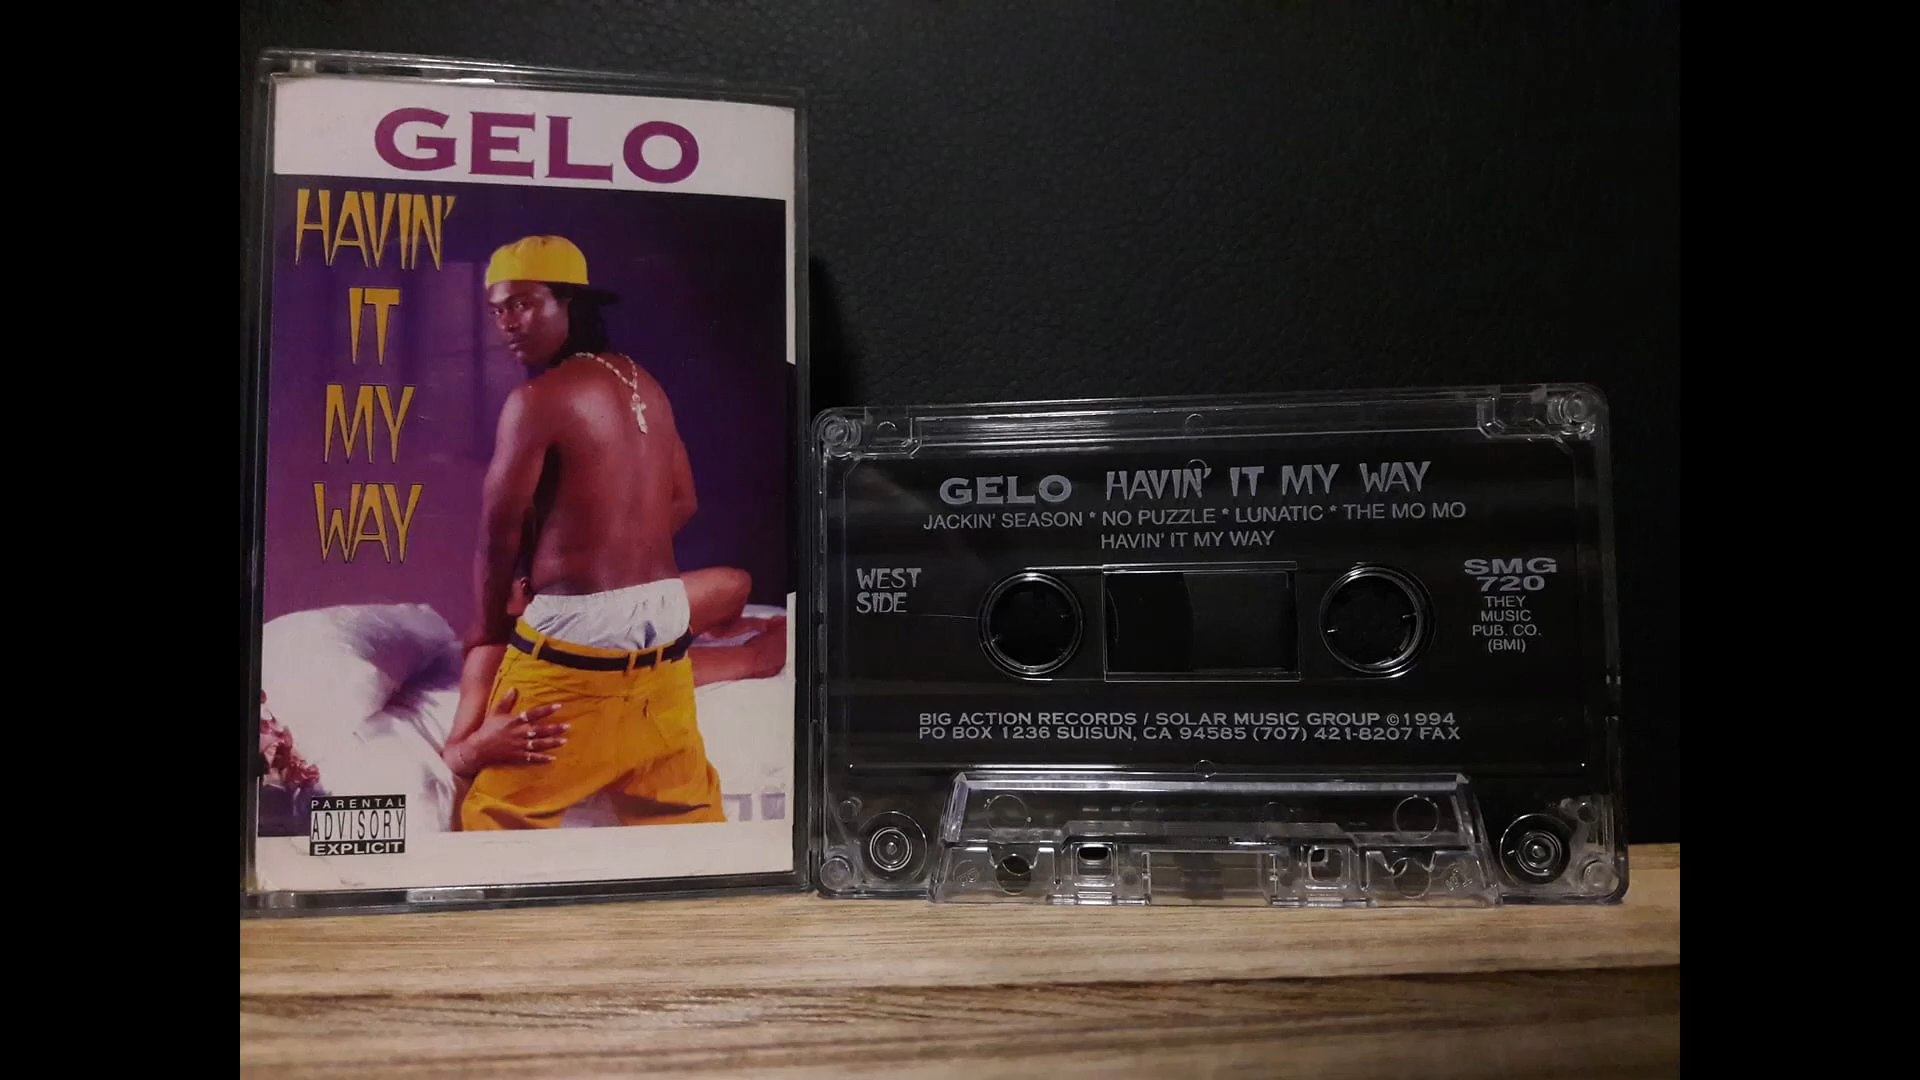 GELO
HAVIN'
IT
MY
WAY
PARENTAL
ADVISORY
EXPLICIT
GELO HAVIN' IT MY WAY
JACKIN' SEASON * NO PUZZLE * LUNATIC * THE MO MO
HAVIN' IT MY WAY
WEST
SIDE
SMG
720
THEY
MUSIC
PUB. CO.
(BMI)
BIG ACTION RECORDS / SOLAR MUSIC GROUP ©1994
PO BOX 1236 SUISUN, CA 94585 (707) 421-8207 FAX